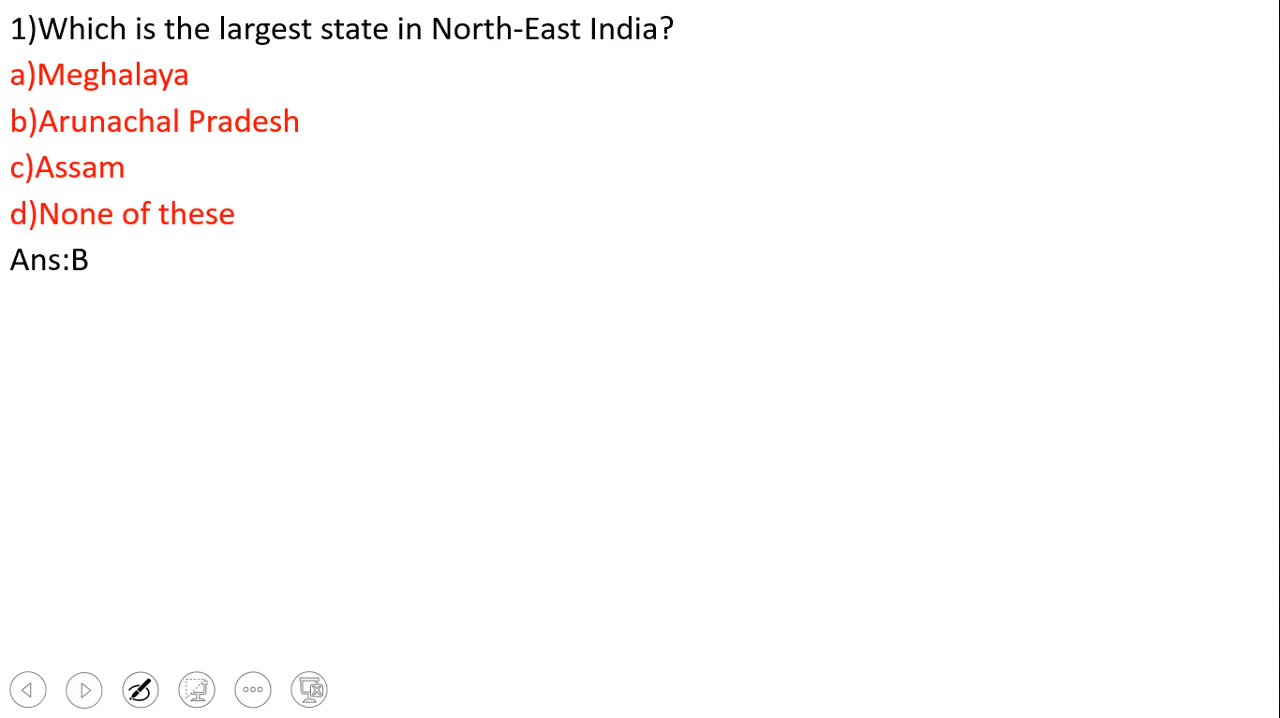 1)Which is the largest state in North-East India?
a)Meghalaya
b)Arunachal Pradesh
c)Assam
d)None of these
Ans:B